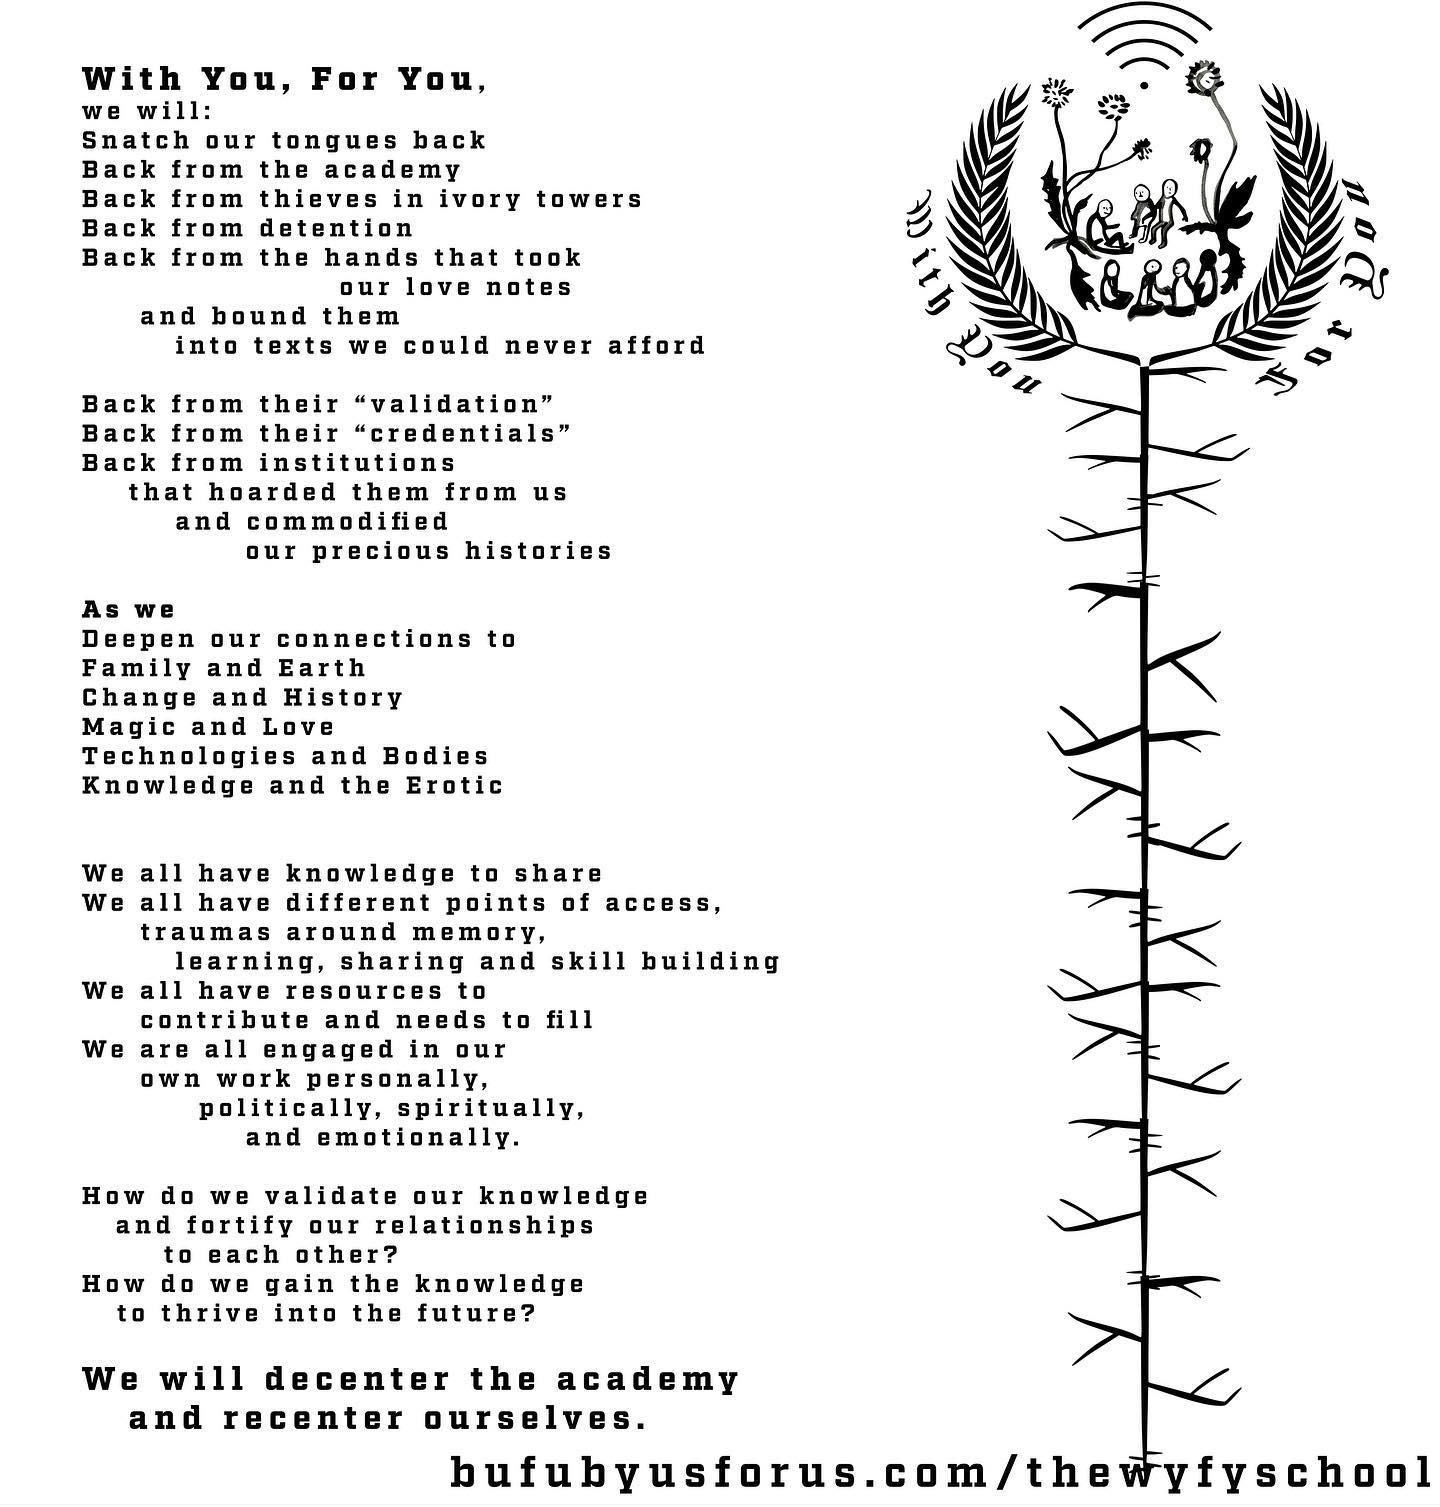 With You, For You,
we will:
Snatch our tongues back
Back from the academy
Back from thieves in ivory towers
Back from detention
Back from the hands that took
our love notes
and bound them
into texts we could never afford
Back from their “validation”
Back from their “credentials”
Back from institutions
that hoarded them from us
and commodified
our precious histories
As we
Deepen our connections to
Family and Earth
Change and History
Magic and Love
Technologies and Bodies
Knowledge and the Erotic
We all have knowledge to share
We all have different points of access,
traumas around memory,
learning, sharing and skill building
We all have resources to
contribute and needs to fill
We are all engaged in our
own work personally,
politically, spiritually,
and emotionally.
How do we validate our knowledge
and fortify our relationships
to each other?
How do we gain the knowledge
to thrive into the future?
We will decenter the academy
and recenter ourselves.
With You
For You
bufubyusforus.com/thewyfyschool